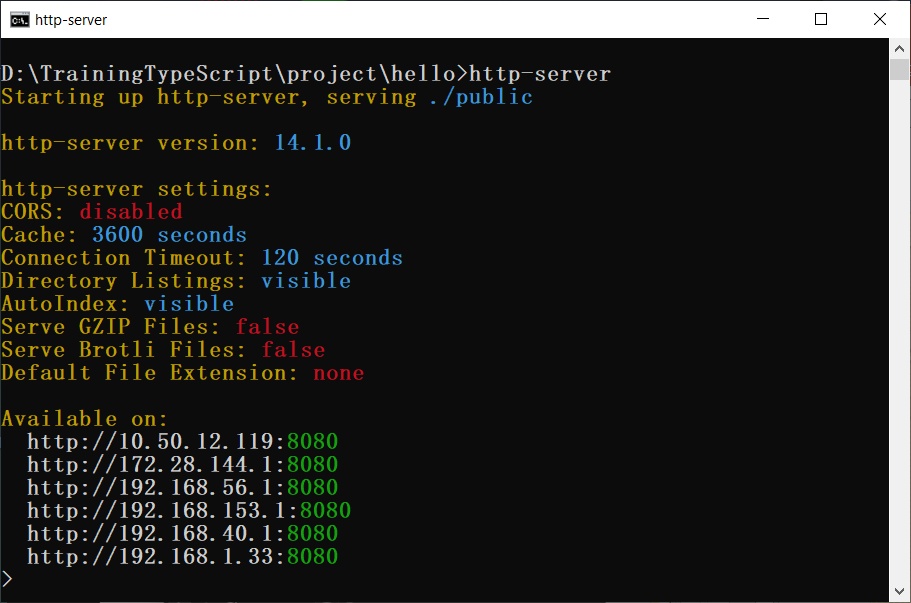 http-server
D:\TrainingTypeScript\project\hello>http-server
Starting up http-server, serving ./public
http-server version: 14.1.0
http-server settings:
CORS: disabled
Cache: 3600 seconds
Connection Timeout: 120 seconds
Directory Listings: visible
AutoIndex: visible
Serve GZIP Files: false
Serve Brotli Files: false
Default File Extension: none
Available on:
  http://10.50.12.119:8080
  http://172.28.144.1:8080
  http://192.168.56.1:8080
  http://192.168.153.1:8080
  http://192.168.40.1:8080
  http://192.168.1.33:8080
>